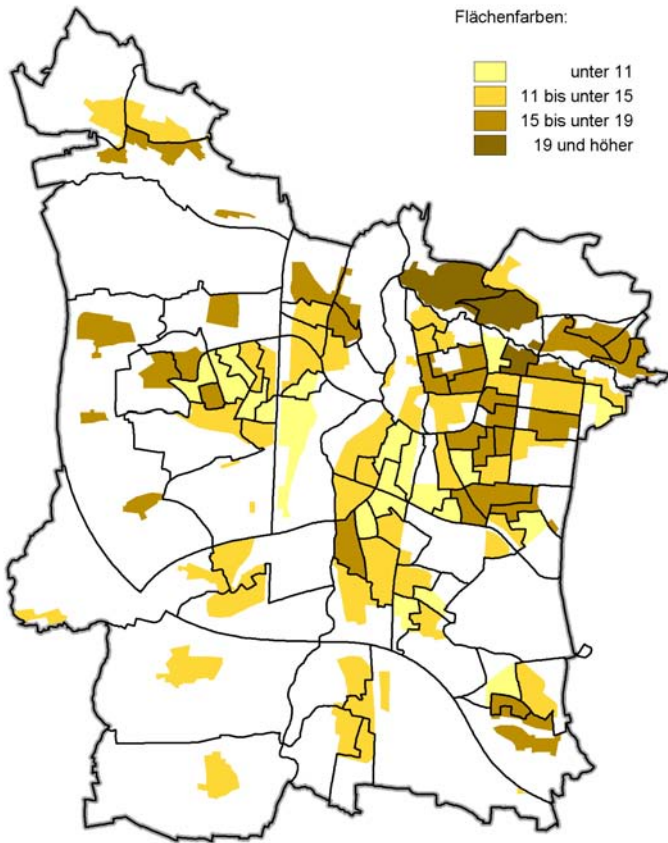 Flächenfarben:
unter 11
11 bis unter 15
15 bis unter 19
19 und höher